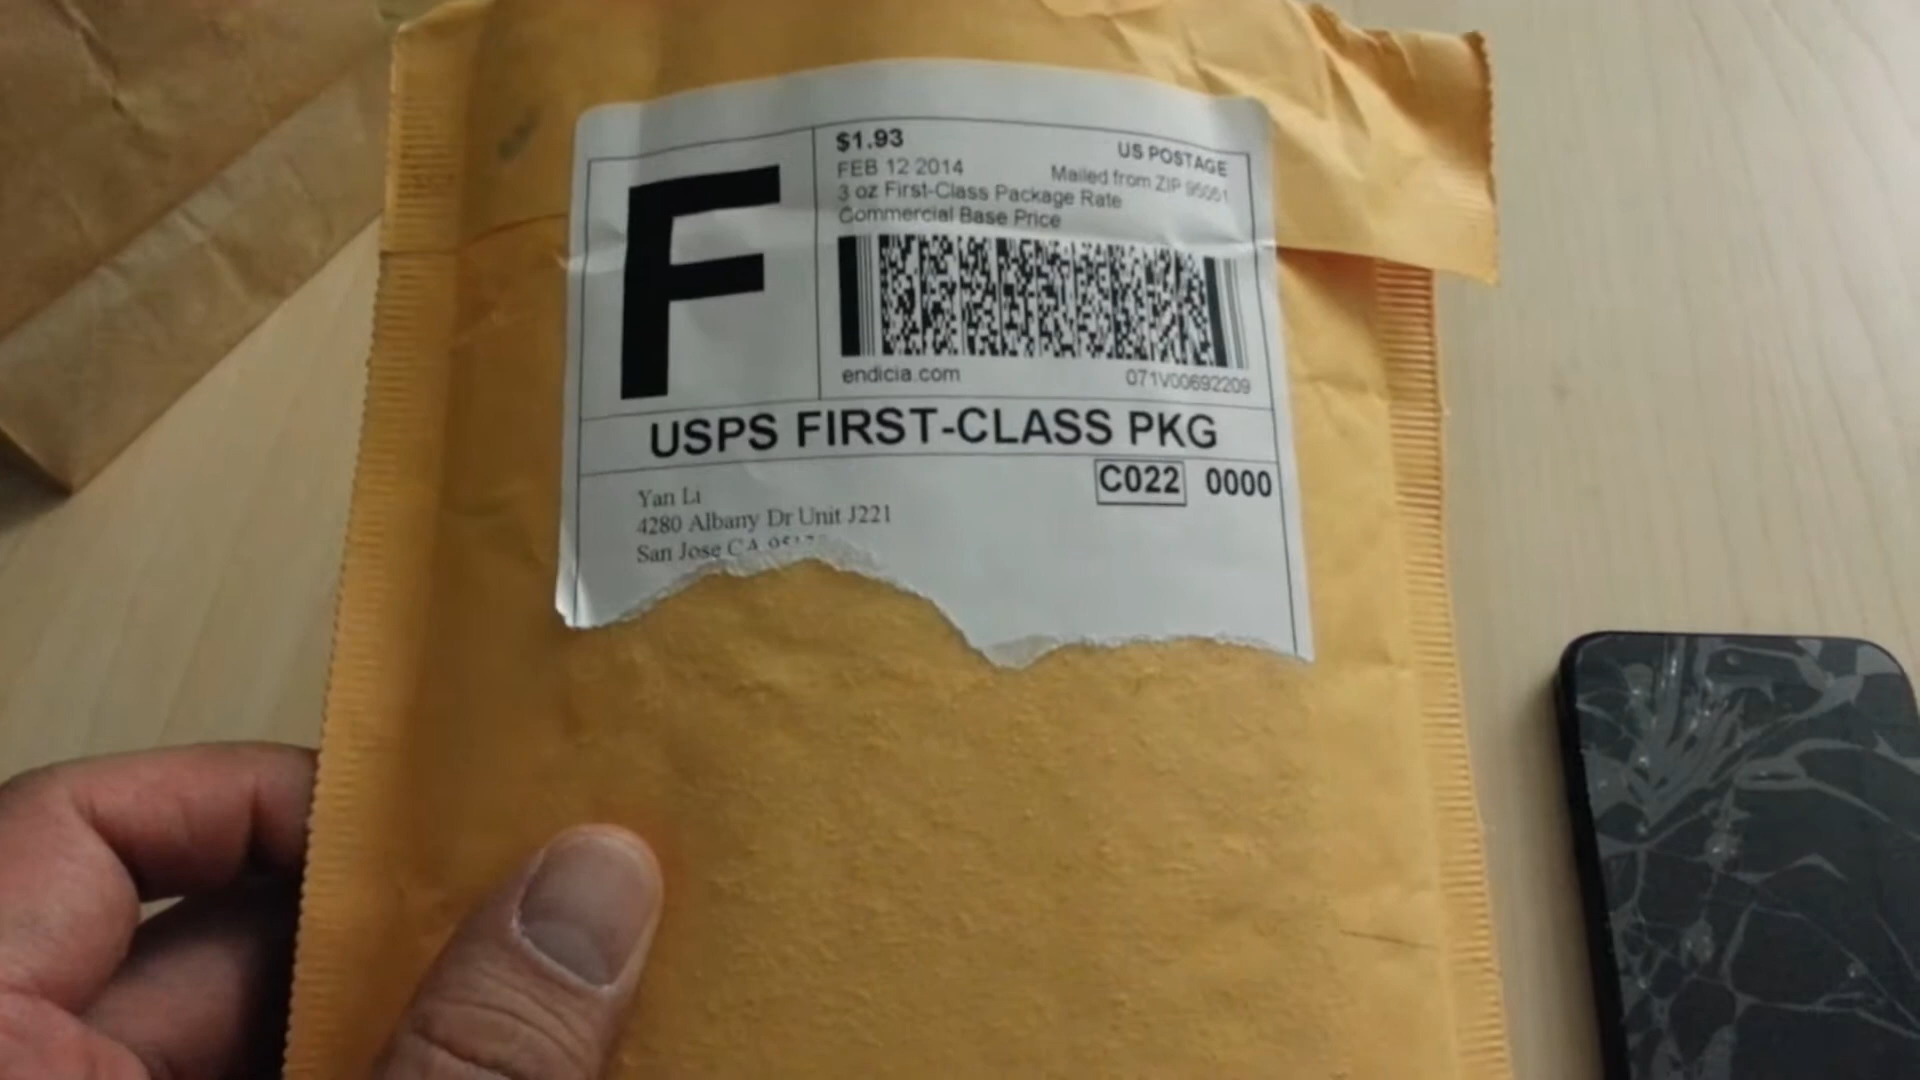 F
$1.93
US POSTAGE
FEB 12 2014
Mailed from ZIP 95051
3 oz First-Class Package Rate
Commercial Base Price
endicia.com
071V00692209
USPS FIRST-CLASS PKG
C022 0000
Yan Li
4280 Albany Dr Unit J221
San Jose CA